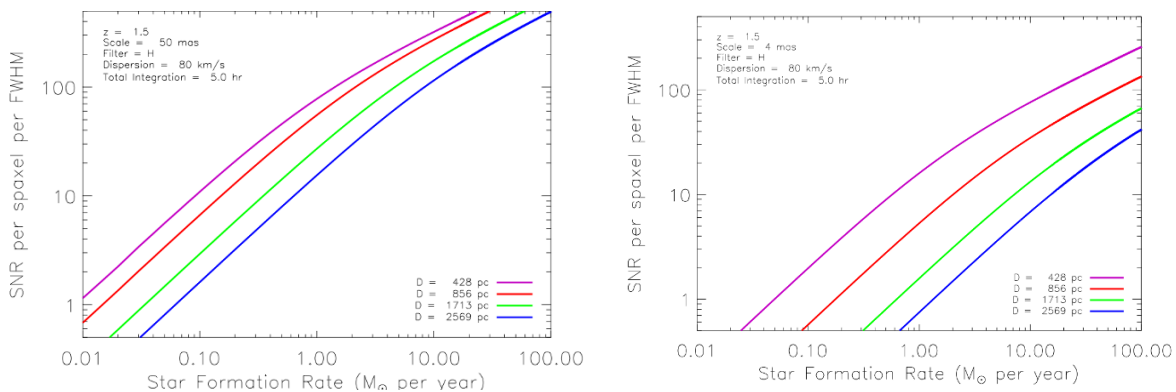 z = 1.5
Scale = 50 mas
Filter = H
Dispersion = 80 km/s
Total Integration = 5.0 hr
SNR per spaxel per FWHM
100
10
1
D = 428 pc
D = 856 pc
D = 1713 pc
D = 2569 pc
0.01 0.10 1.00 10.00 100.00
Star Formation Rate (M⊙ per year)
z = 1.5
Scale = 4 mas
Filter = H
Dispersion = 80 km/s
Total Integration = 5.0 hr
SNR per spaxel per FWHM
100
10
1
D = 428 pc
D = 856 pc
D = 1713 pc
D = 2569 pc
0.01 0.10 1.00 10.00 100.00
Star Formation Rate (M⊙ per year)